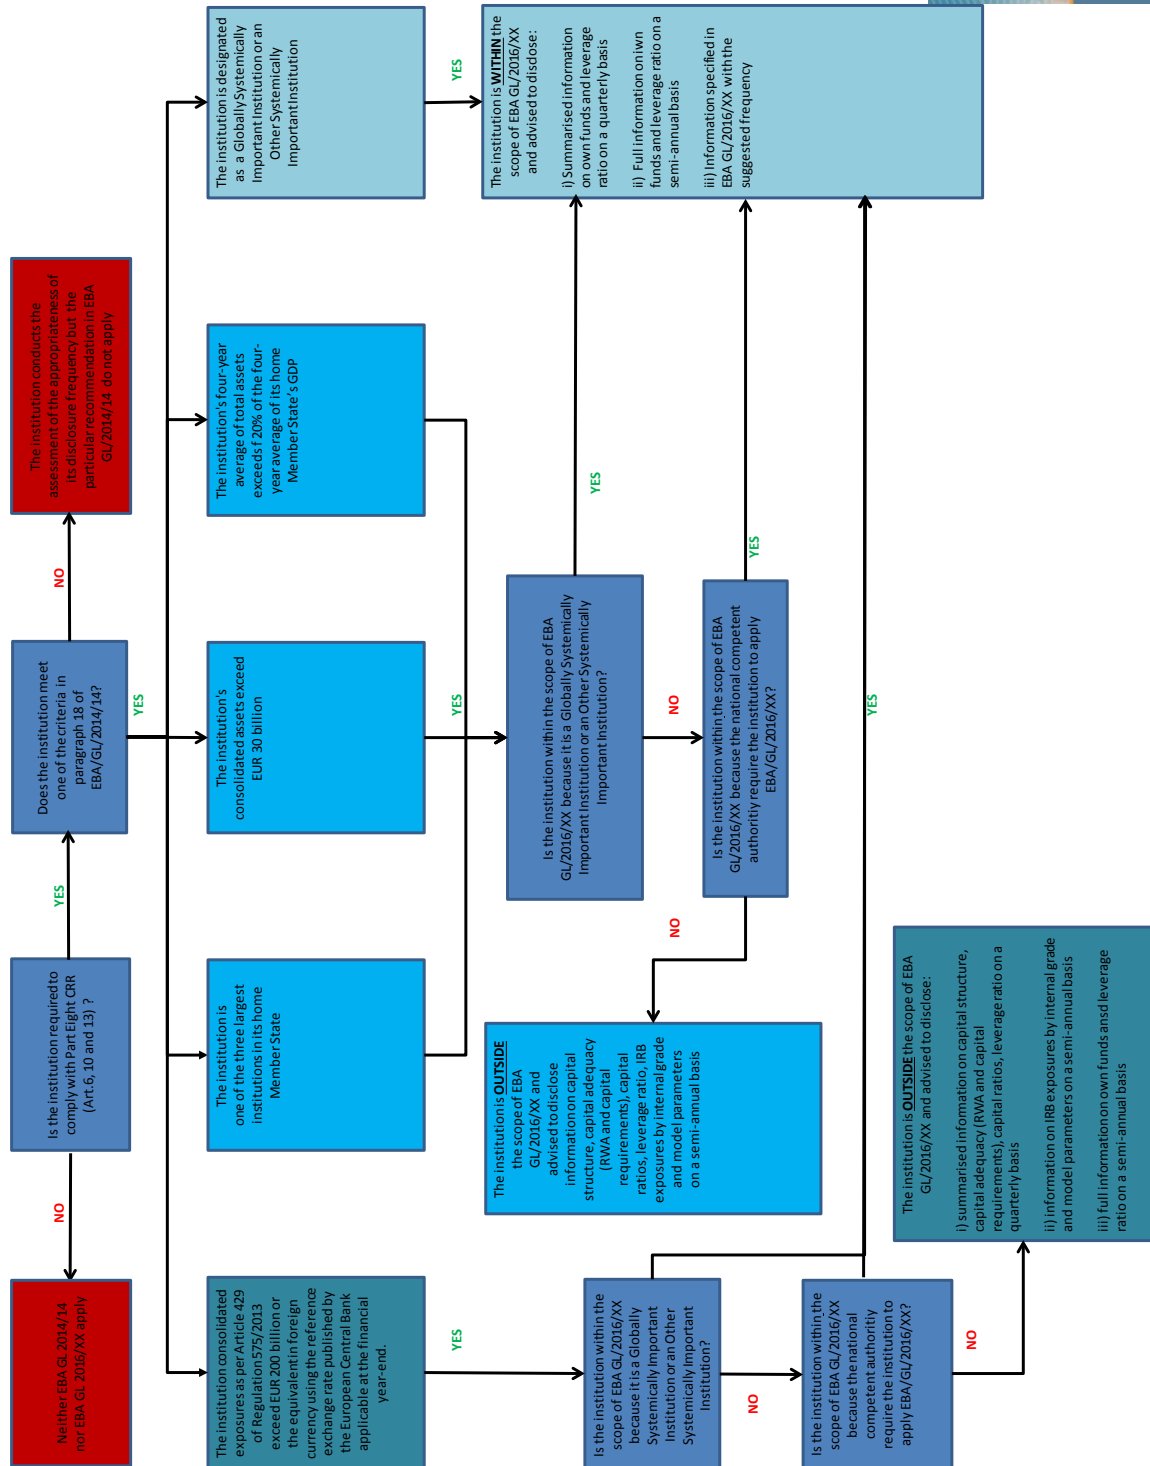 Neither EBA GL 2014/14
nor EBA GL 2016/XX apply
NO
Is the institution required to
comply with Part Eight CRR
(Art.6, 10 and 13) ?
YES
Does the institution meet
one of the criteria in
paragraph 18 of
EBA/GL/2014/14?
NO
The institution conducts the
assessment of the appropriateness of
its disclosure frequency but the
particular recommendation in EBA
GL/2014/14 do not apply
YES
The institution consolidated
exposures as per Article 429
of Regulation 575/2013
exceed EUR 200 billion or
the equivalent in foreign
currency using the reference
exchange rate published by
the European Central Bank
applicable at the financial
year-end.
The institution is
one of the three largest
institutions in its home
Member State
The institution's
consolidated assets exceed
EUR 30 billion
The institution's four-year
average of total assets
exceeds f 20% of the four-
year average of its home
Member State's GDP
The institution is designated
as a Globally Systemically
Important Institution or an
Other Systemically
Important Institution
YES
YES
YES
Is the institution within the scope of EBA
GL/2016/XX because it is a Globally Systemically
Important Institution or an Other Systemically
Important Institution?
YES
NO
Is the institution within the scope of EBA
GL/2016/XX because the national competent
authoritiy require the institution to apply
EBA/GL/2016/XX?
YES
NO
The institution is OUTSIDE
the scope of EBA
GL/2016/XX and
advised to disclose
information on capital
structure, capital adequacy
(RWA and capital
requirements), capital
ratios, leverage ratio, IRB
exposures by internal grade
and model parameters
on a semi-annual basis
The institution is WITHIN the
scope of EBA GL/2016/XX
and advised to disclose:
i) Summarised information
on own funds and leverage
ratio on a quarterly basis
ii) Full information on iwn
funds and leverage ratio on a
semi-annual basis
iii) Information specified in
EBA GL/2016/XX with the
suggested frequency
Is the institution within the
scope of EBA GL/2016/XX
because it is a Globally
Systemically Important
Institution or an Other
Systemically Important
Institution?
NO
YES
Is the institution within the
scope of EBA GL/2016/XX
because the national
competent authoritiy
require the institution to
apply EBA/GL/2016/XX?
NO
The institution is OUTSIDE the scope of EBA
GL/2016/XX and advised to disclose:
i) summarised information on capital structure,
capital adequacy (RWA and capital
requirements), capital ratios, leverage ratio on a
quarterly basis
ii) information on IRB exposures by internal grade
and model parameters on a semi-annual basis
iii) full information on own funds ansd leverage
ratio on a semi-annual basis